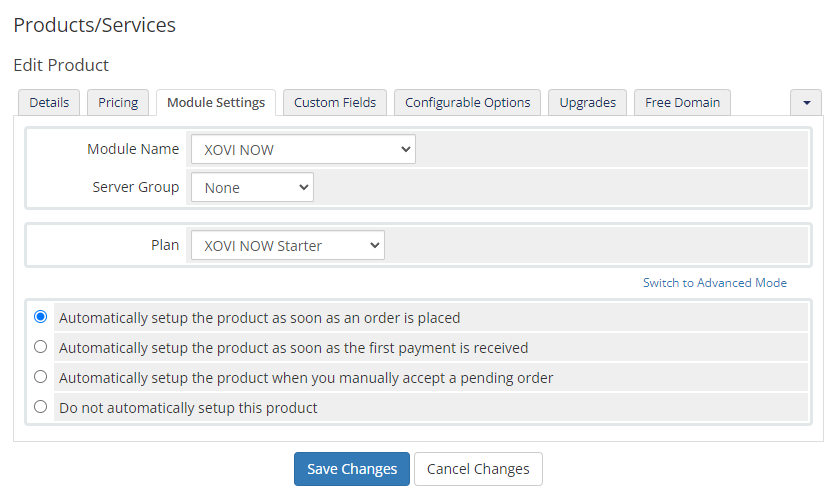 Products/Services
Edit Product
Details Pricing Module Settings Custom Fields Configurable Options Upgrades Free Domain
Module Name XOVI NOW
Server Group None
Plan XOVI NOW Starter
Switch to Advanced Mode
Automatically setup the product as soon as an order is placed
Automatically setup the product as soon as the first payment is received
Automatically setup the product when you manually accept a pending order
Do not automatically setup this product
Save Changes Cancel Changes